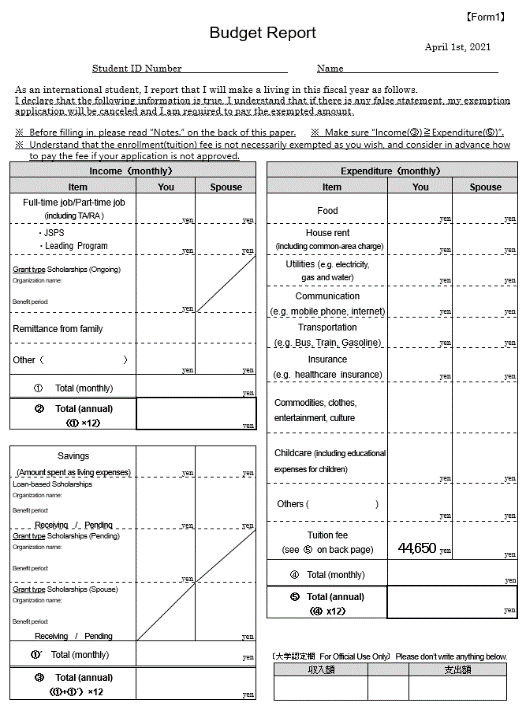 【Form1】
Budget Report
April 1st, 2021
Student ID Number
Name
As an international student, I report that I will make a living in this fiscal year as follows.
I declare that the following information is true. I understand that if there is any false statement, my exemption
application will be canceled and I am required to pay the exempted amount.
※ Before filling in, please read "Notes." on the back of this paper. ※ Make sure "Income(③)≧Expenditure(⑤)".
※ Understand that the enrollment(tuition) fee is not necessarily exempted as you wish, and consider in advance how
to pay the fee if your application is not approved.
Income (monthly)
Item You Spouse
Full-time job/Part-time job
(including TA/RA) yen yen
・JSPS
・Leading Program yen yen
Grant type Scholarships (Ongoing)
Organization name:
Benefit period: yen
Remittance from family
Other ( ) yen yen
① Total (monthly) yen
② Total (annual)
(① ×12) yen
Savings
(Amount spent as living expenses) yen yen
Loan-based Scholarships
Organization name:
Benefit period:
Receiving / Pending yen yen
Grant type Scholarships (Pending)
Organization name:
Benefit period: yen
Grant type Scholarships (Spouse)
Organization name:
Benefit period:
Receiving / Pending yen
①´ Total (monthly) yen
③ Total (annual)
(①+①´) ×12 yen
Expenditure (monthly)
Item You Spouse
Food yen yen
House rent
(including common-area charge) yen yen
Utilities (e.g. electricity,
gas and water) yen yen
Communication
(e.g. mobile phone, internet) yen yen
Transportation
(e.g. Bus, Train, Gasoline) yen yen
Insurance
(e.g. healthcare insurance) yen yen
Commodities, clothes,
entertainment, culture yen yen
Childcare (including educational
expenses for children) yen yen
Others ( ) yen yen
Tuition fee
(see ⑥ on back page) 44,650 yen yen
④ Total (monthly) yen
⑤ Total (annual)
(④ x12) yen
(大学認定欄 For Official Use Only) Please don't write anything below.
収入額 支出額